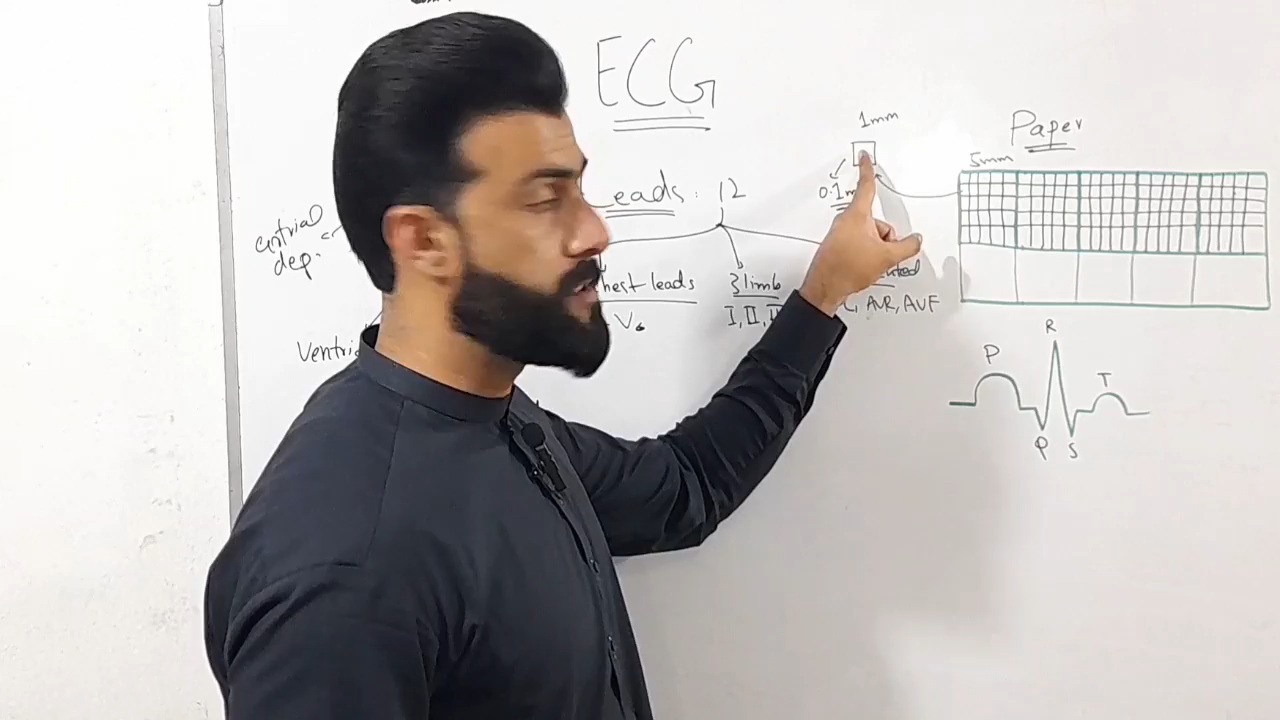 ECG
1mm
Paper
5mm
Leads: 12
0.1m
entrial
dep.
hest leads
3 limb
V6
I, II, II
AVR, AVF
Ventri
P
R
T
Q
S